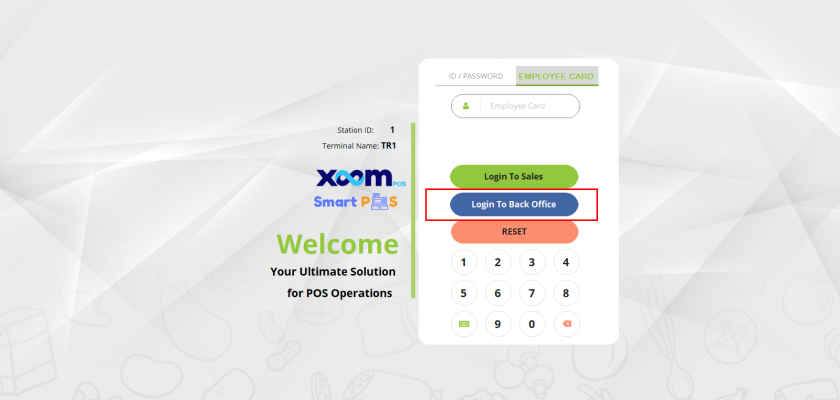 Station ID: 1
Terminal Name: TR1
xoom POS
Smart POS
Welcome
Your Ultimate Solution
for POS Operations
ID / PASSWORD EMPLOYEE CARD
Employee Card
Login To Sales
Login To Back Office
RESET
1 2 3 4
5 6 7 8
9 0